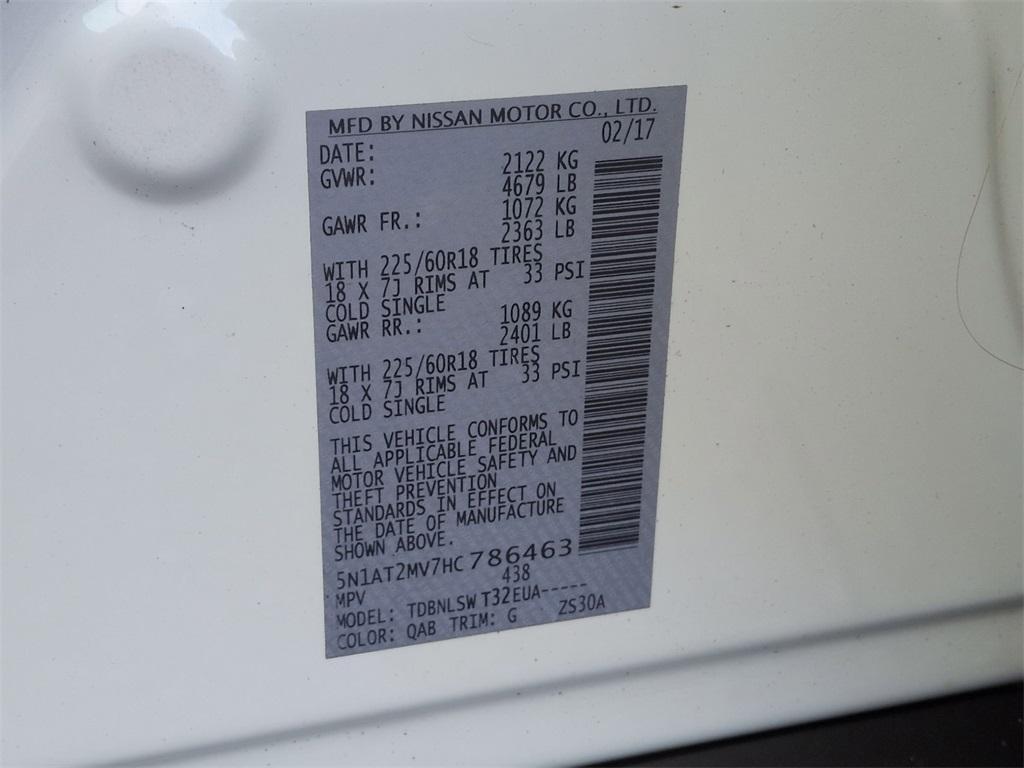 MFD BY NISSAN MOTOR CO., LTD.
DATE: 02/17
GVWR: 2122 KG
4679 LB
GAWR FR.: 1072 KG
2363 LB
WITH 225/60R18 TIRES
18 X 7J RIMS AT 33 PSI
COLD SINGLE
GAWR RR.: 1089 KG
2401 LB
WITH 225/60R18 TIRES
18 X 7J RIMS AT 33 PSI
COLD SINGLE
THIS VEHICLE CONFORMS TO
ALL APPLICABLE FEDERAL
MOTOR VEHICLE SAFETY AND
THEFT PREVENTION
STANDARDS IN EFFECT ON
THE DATE OF MANUFACTURE
SHOWN ABOVE.
5N1AT2MV7HC786463
MPV 438
MODEL: TDBNLSW T32EUA-----
COLOR: QAB TRIM: G ZS30A